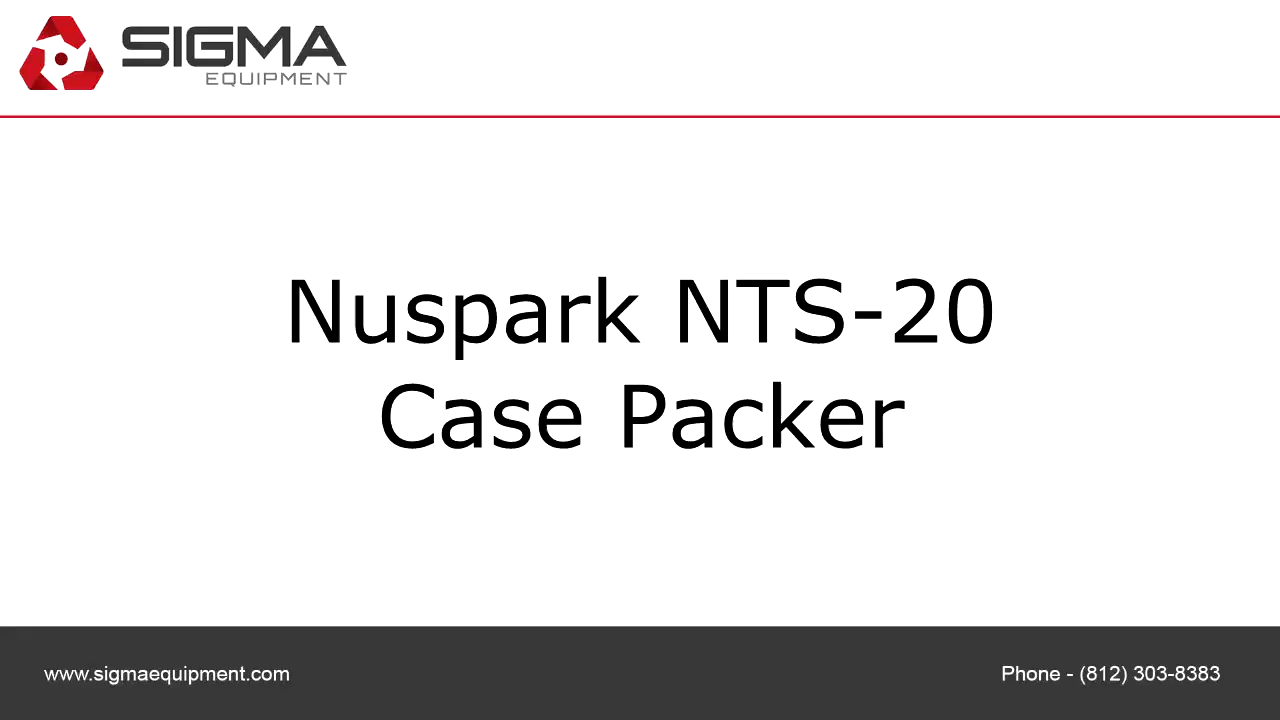 SIGMA
EQUIPMENT
Nuspark NTS-20
Case Packer
www.sigmaequipment.com
Phone - (812) 303-8383